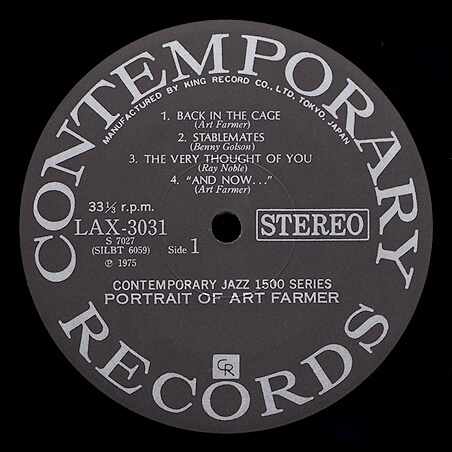 CONTEMPORARY
MANUFACTURED BY KING RECORD CO., LTD. TOKYO, JAPAN
1. BACK IN THE CAGE
(Art Farmer)
2. STABLEMATES
(Benny Golson)
3. THE VERY THOUGHT OF YOU
(Ray Noble)
4. "AND NOW..."
(Art Farmer)
33⅓ r.p.m.
LAX-3031
S 7027
(SILBT 6059)
Side 1
℗ 1975
STEREO
CONTEMPORARY JAZZ 1500 SERIES
PORTRAIT OF ART FARMER
CR
RECORDS